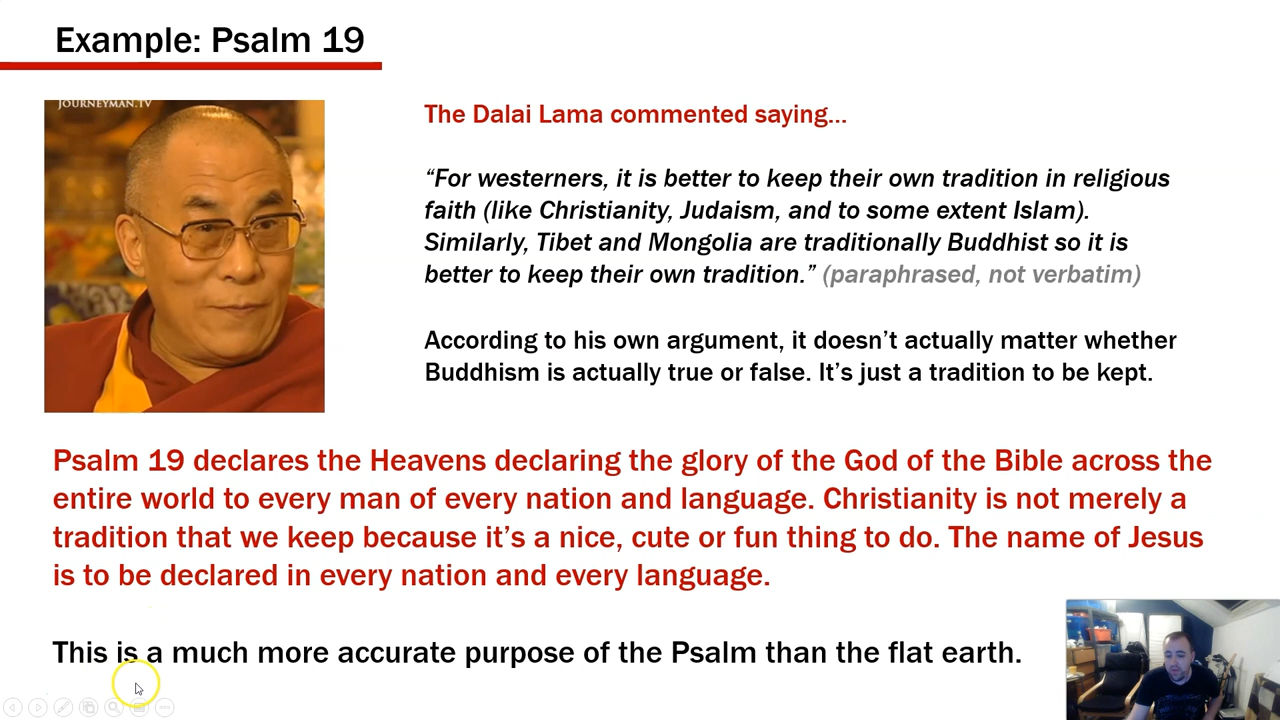 Example: Psalm 19
JOURNEYMAN.TV
The Dalai Lama commented saying...
“For westerners, it is better to keep their own tradition in religious
faith (like Christianity, Judaism, and to some extent Islam).
Similarly, Tibet and Mongolia are traditionally Buddhist so it is
better to keep their own tradition.” (paraphrased, not verbatim)
According to his own argument, it doesn’t actually matter whether
Buddhism is actually true or false. It’s just a tradition to be kept.
Psalm 19 declares the Heavens declaring the glory of the God of the Bible across the
entire world to every man of every nation and language. Christianity is not merely a
tradition that we keep because it’s a nice, cute or fun thing to do. The name of Jesus
is to be declared in every nation and every language.
This is a much more accurate purpose of the Psalm than the flat earth.